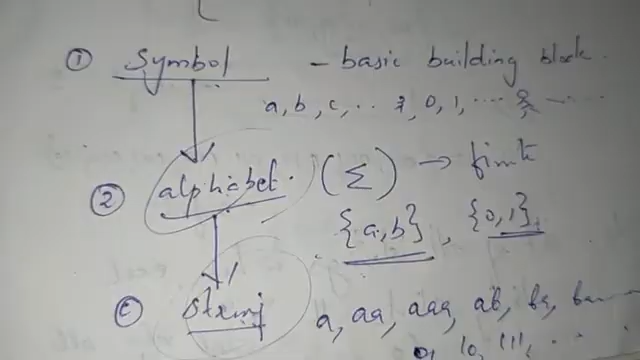 ① Symbol - basic building block.
a, b, c, .. z, 0, 1, .... 9, ......
② alphabet. (Σ) → finite
{a,b}, {0,1}.
String a, aa, aaa, ab, ba,
0, 10, 111, . . .